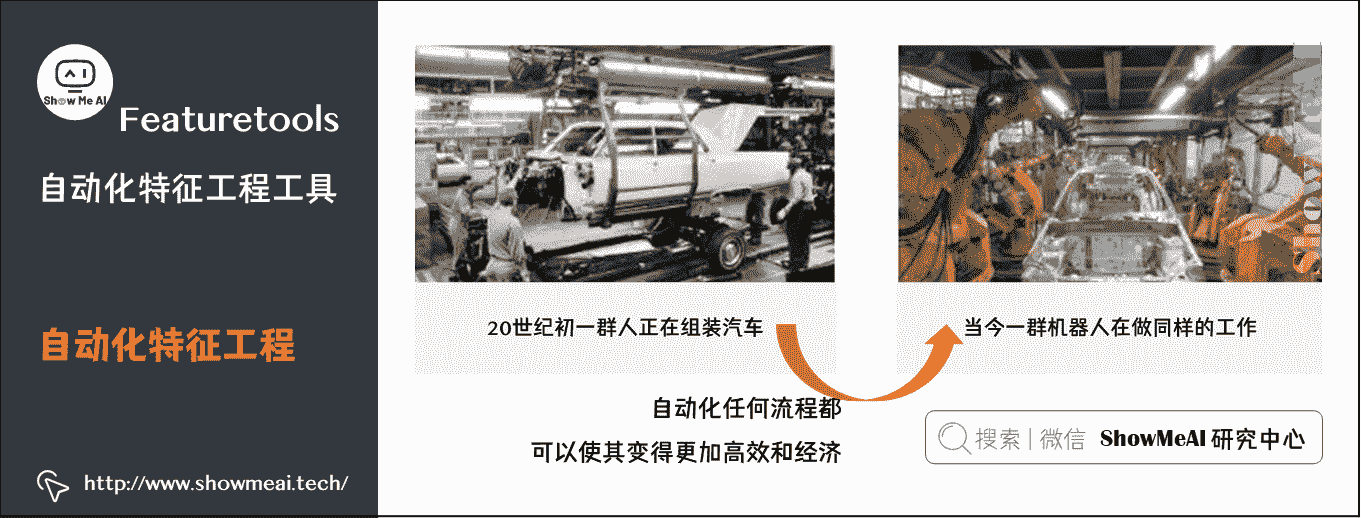 Show Me AI
Featuretools
自动化特征工程工具
自动化特征工程
http://www.showmeai.tech/
20世纪初一群人正在组装汽车
当今一群机器人在做同样的工作
自动化任何流程都
可以使其变得更加高效和经济
搜索 | 微信 ShowMeAI 研究中心